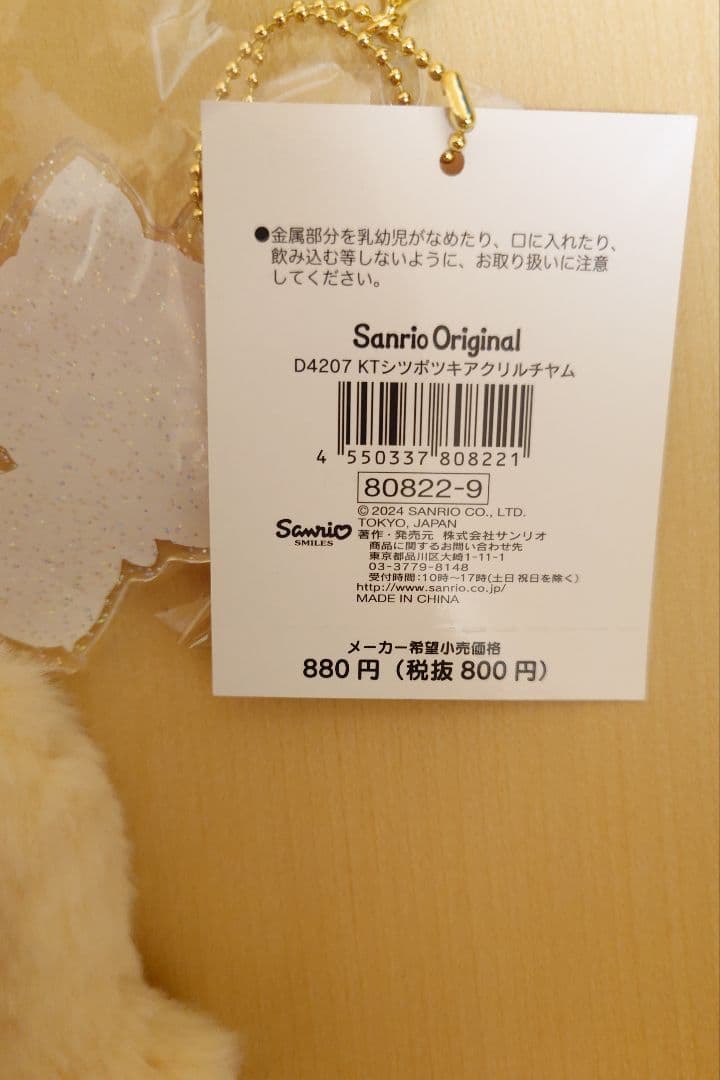 ●金属部分を乳幼児がなめたり、口に入れたり、
飲み込む等しないように、お取り扱いに注意
してください。
Sanrio Original
D4207 KTシツポツキアクリルチヤム
4 550337 808221
80822-9
© 2024 SANRIO CO., LTD.
TOKYO, JAPAN
Sanrio
SMILES
著作・発売元 株式会社サンリオ
商品に関するお問い合わせ先
東京都品川区大崎1-11-1
03-3779-8148
受付時間:10時～17時(土日祝日を除く)
http://www.sanrio.co.jp/
MADE IN CHINA
メーカー希望小売価格
880円（税抜800円）